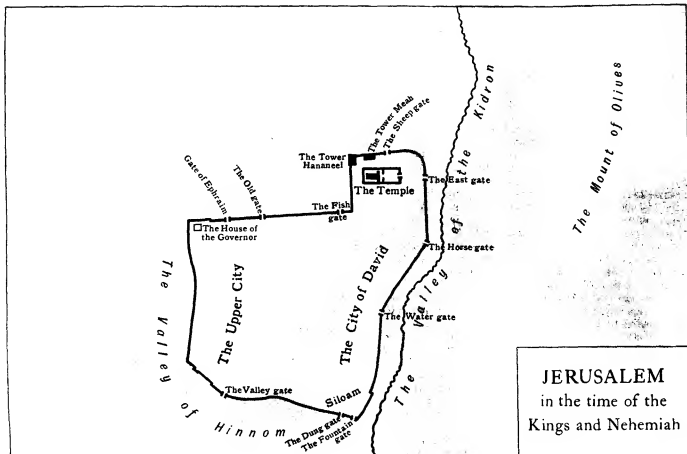 The Tower Meah
The Sheep gate
The Tower
Hananeel
The Temple
The East gate
Gate of Ephraim
The Old gate
The Fish
gate
The House of
the Governor
The Horse gate
The Upper City
The City of David
The Water gate
The Valley gate
Siloam
The Dung gate
The Fountain
gate
The Valley of Hinnom
The Valley of the Kidron
The Mount of Olives
JERUSALEM
in the time of the
Kings and Nehemiah